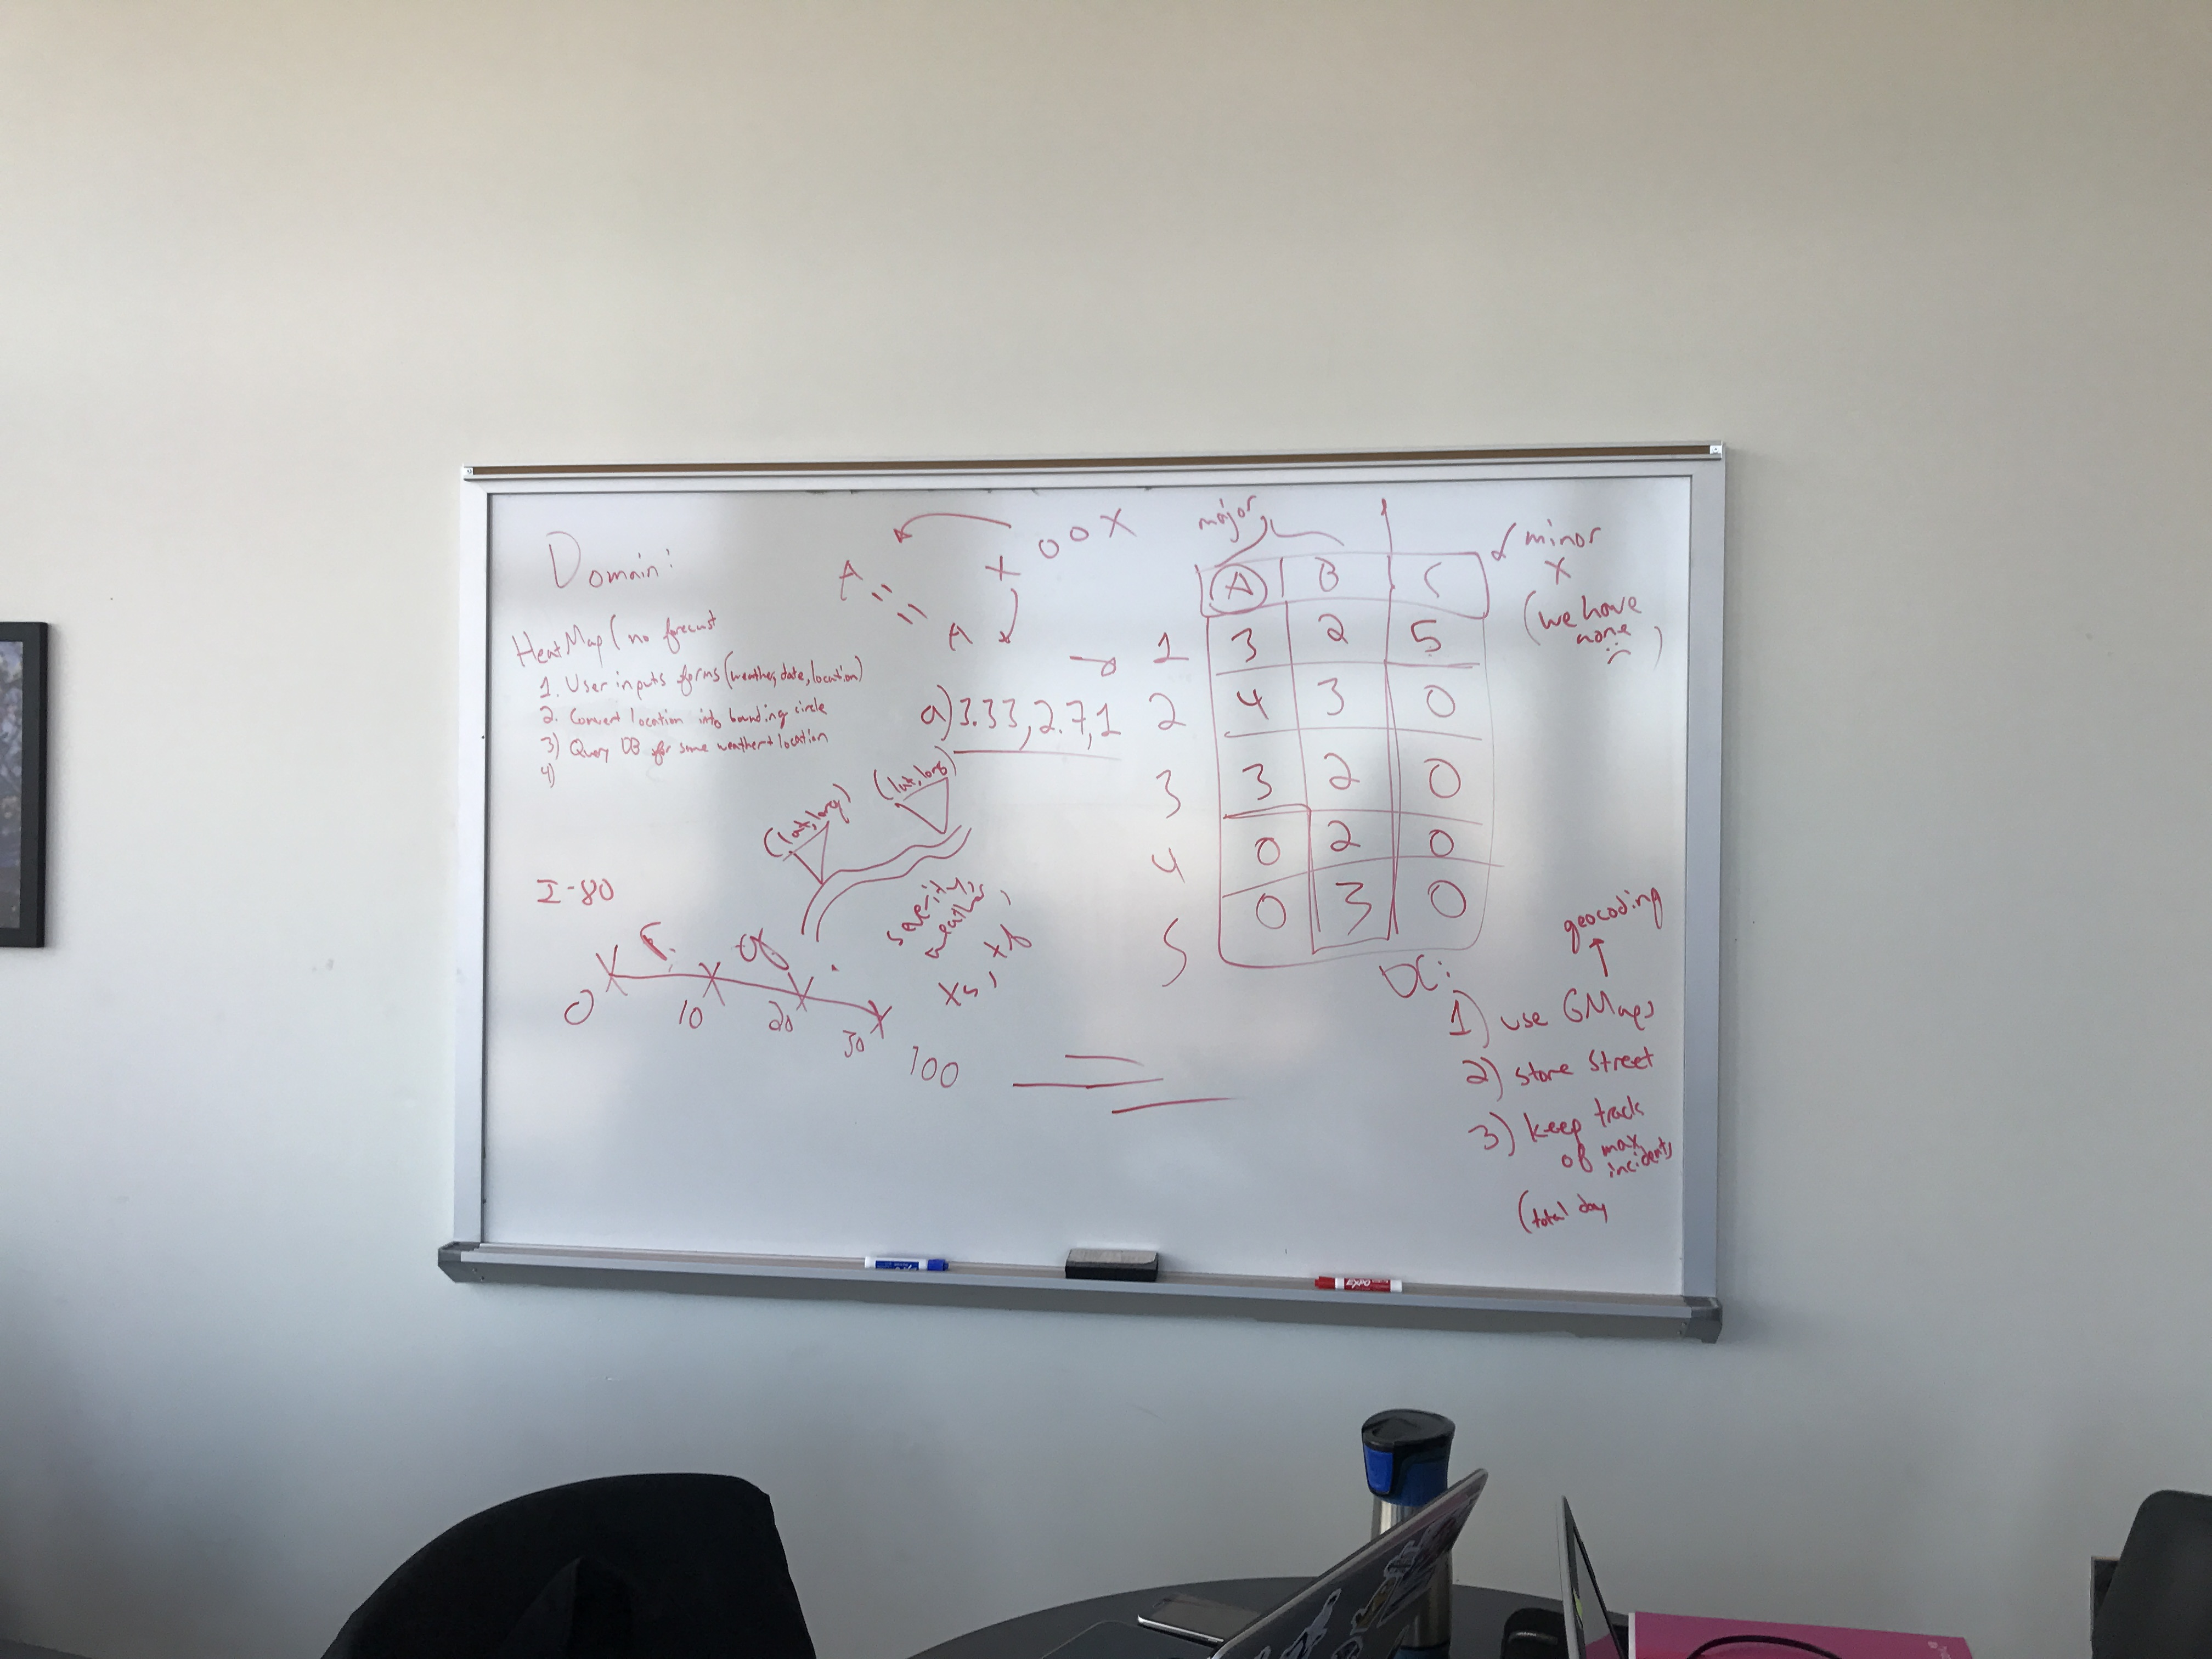 Domain:
HeatMap (no forecast
1. User inputs forms (weather, date, location)
2. Convert location into bounding circle
3) Query DB for same weather + location
4)
A
A
X
O O X
a) 3.33, 2.7, 1
(lat, long)
(lat, long)
severity,
weather,
I-80
0
10
20
30
100
major
minor
X
(we have
none
)
A B C
1 3 2 5
2 4 3 0
3 3 2 0
4 0 2 0
5 0 3 0
geocoding
DC:
1) use GMaps
2) store street
3) keep track
of max
incidents
(total day
EXPO